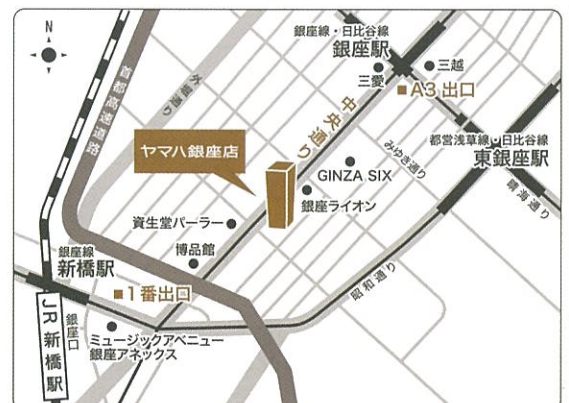 N
銀座線・日比谷線
銀座駅
三越
三愛
■A3出口
首都高速道路
外堀通り
中央通り
都営浅草線・日比谷線
東銀座駅
みゆき通り
晴海通り
ヤマハ銀座店
GINZA SIX
銀座ライオン
資生堂パーラー
博品館
銀座線
新橋駅
■1番出口
昭和通り
銀座口
JR新橋駅
ミュージックアベニュー
銀座アネックス